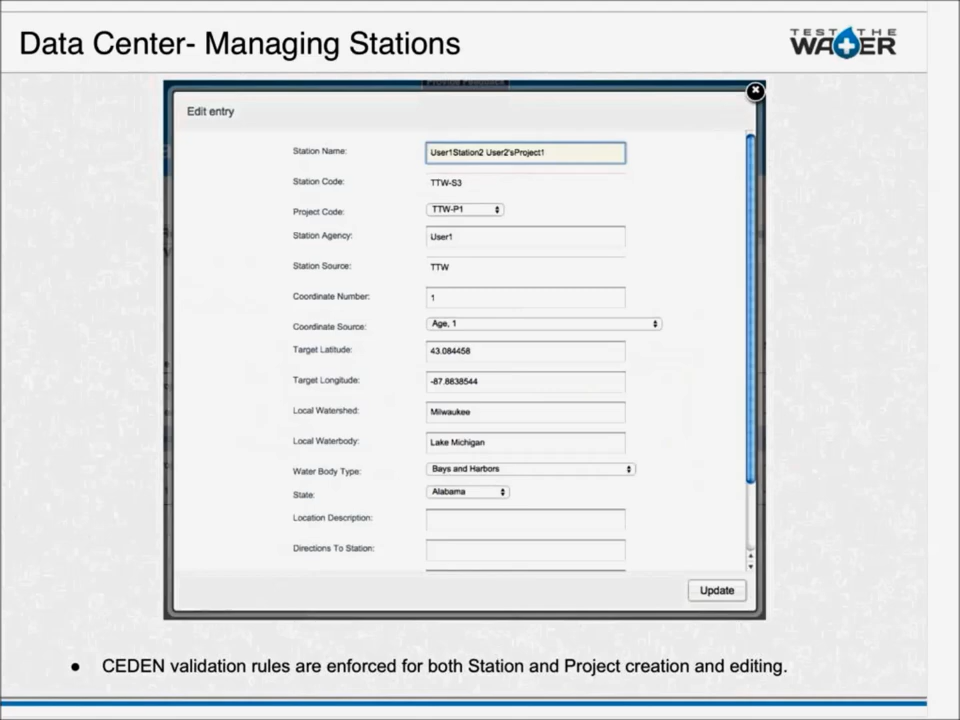 Data Center- Managing Stations
TEST THE
WATER
Edit entry
Station Name: User1Station2 User2'sProject1
Station Code: TTW-S3
Project Code: TTW-P1
Station Agency: User1
Station Source: TTW
Coordinate Number: 1
Coordinate Source: Age, 1
Target Latitude: 43.084458
Target Longitude: -87.8838544
Local Watershed: Milwaukee
Local Waterbody: Lake Michigan
Water Body Type: Bays and Harbors
State: Alabama
Location Description:
Directions To Station:
Update
● CEDEN validation rules are enforced for both Station and Project creation and editing.